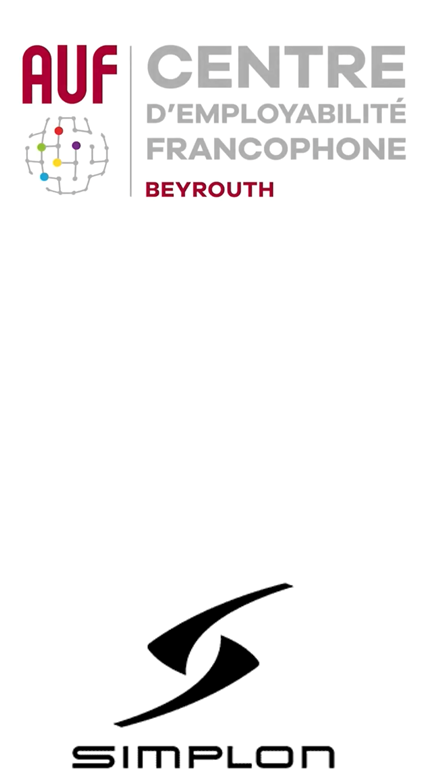 AUF
CENTRE
D'EMPLOYABILITÉ
FRANCOPHONE
BEYROUTH
SIMPLON